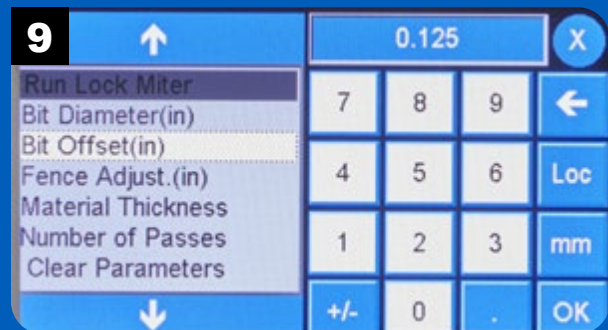 9
0.125
X
Run Lock Miter
Bit Diameter(in)
Bit Offset(in)
Fence Adjust.(in)
Material Thickness
Number of Passes
Clear Parameters
7 8 9
4 5 6 Loc
1 2 3 mm
+/- 0 . OK